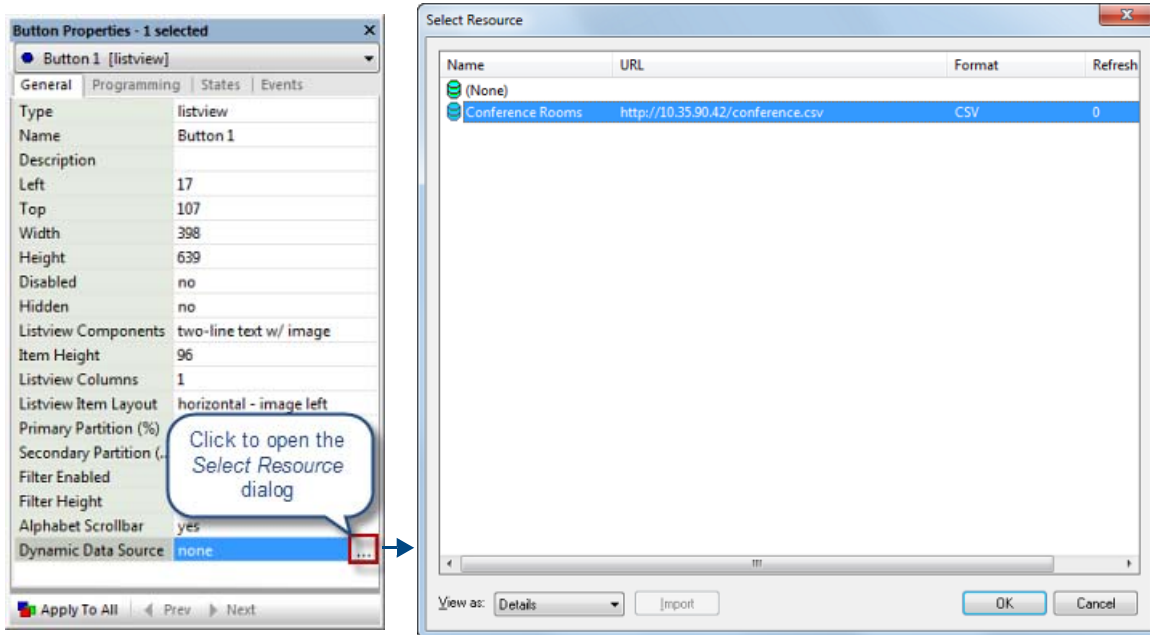 Button Properties - 1 selected
Button 1 [listview]
General Programming States Events
Type listview
Name Button 1
Description
Left 17
Top 107
Width 398
Height 639
Disabled no
Hidden no
Listview Components two-line text w/ image
Item Height 96
Listview Columns 1
Listview Item Layout horizontal - image left
Primary Partition (%)
Secondary Partition (..
Filter Enabled
Filter Height
Alphabet Scrollbar yes
Dynamic Data Source none ...
Click to open the
Select Resource
dialog
Apply To All Prev Next
Select Resource
Name URL Format Refresh
(None)
Conference Rooms http://10.35.90.42/conference.csv CSV 0
View as: Details Import OK Cancel